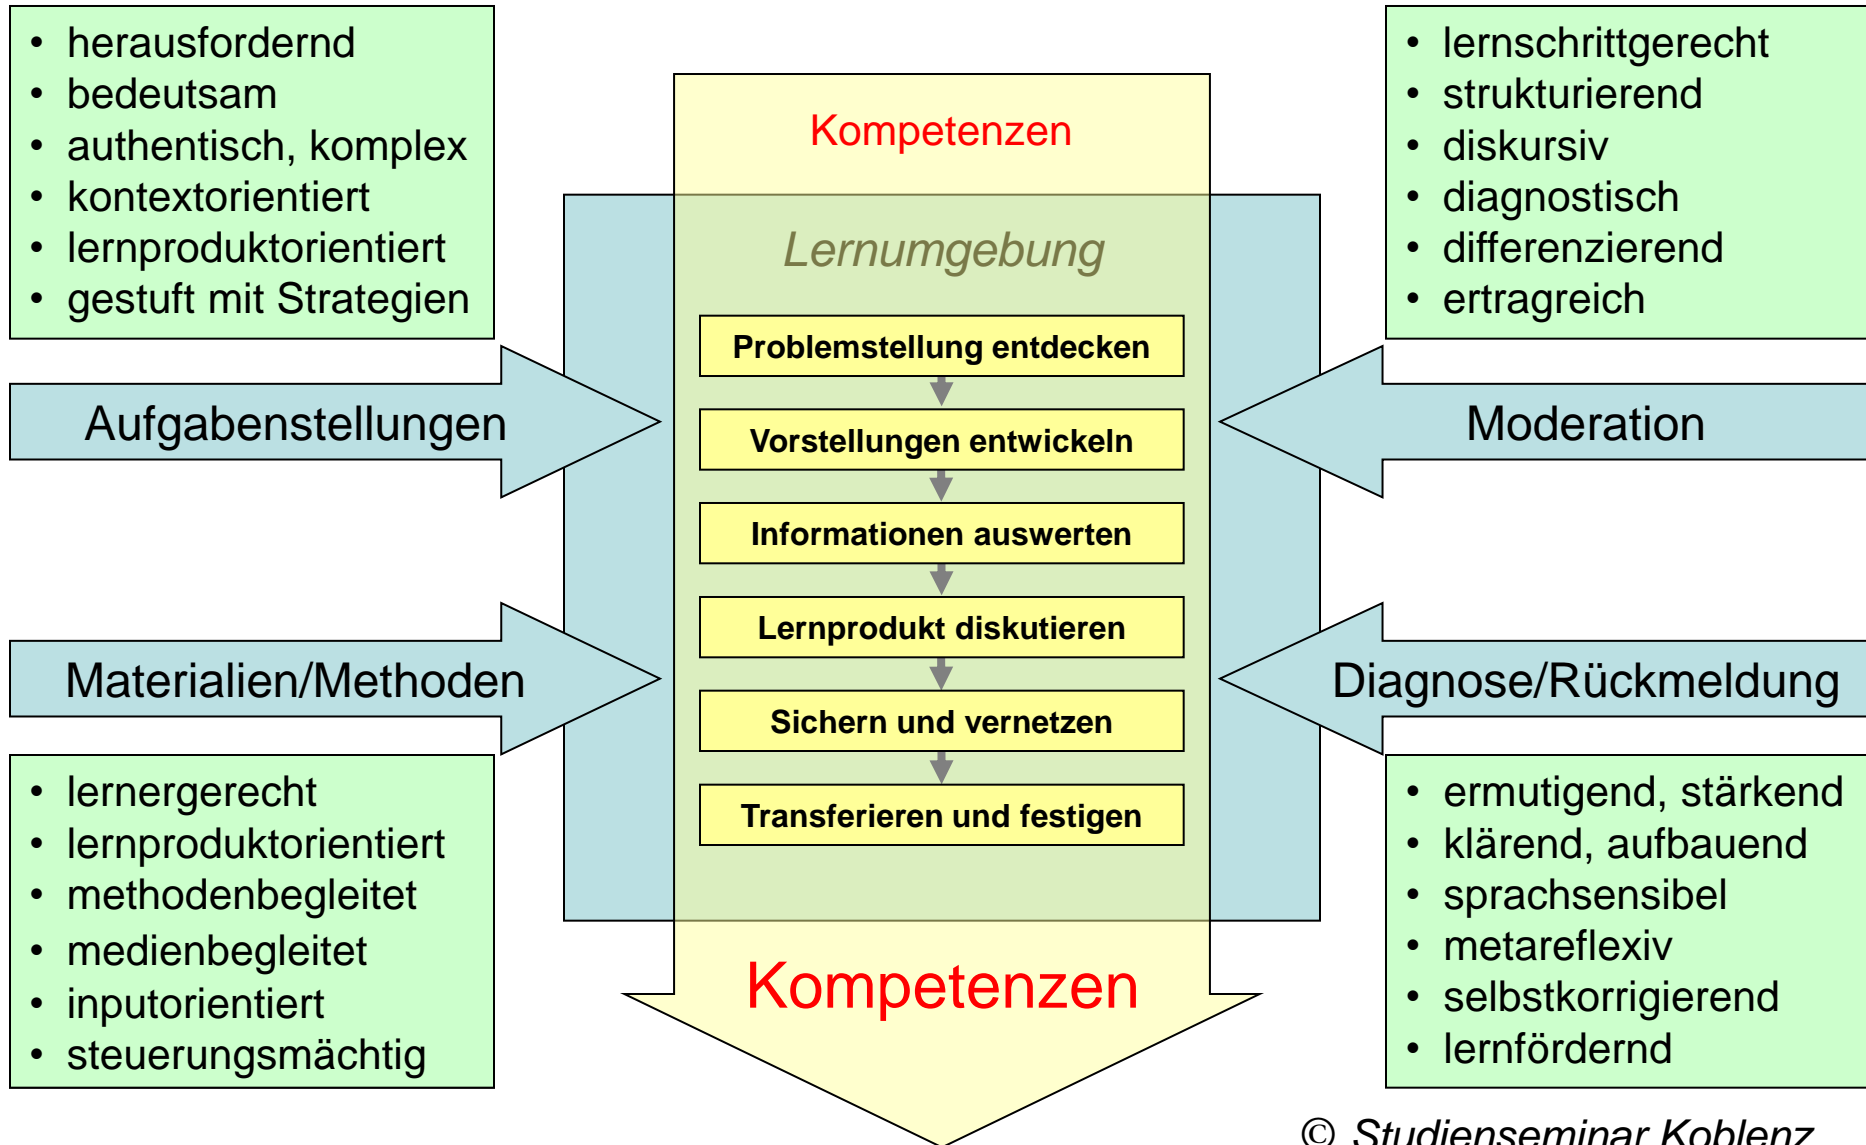 • herausfordernd
• bedeutsam
• authentisch, komplex
• kontextorientiert
• lernproduktorientiert
• gestuft mit Strategien
Aufgabenstellungen
Materialien/Methoden
• lernergerecht
• lernproduktorientiert
• methodenbegleitet
• medienbegleitet
• inputorientiert
• steuerungsmächtig
Kompetenzen
Lernumgebung
Problemstellung entdecken
Vorstellungen entwickeln
Informationen auswerten
Lernprodukt diskutieren
Sichern und vernetzen
Transferieren und festigen
Kompetenzen
• lernschrittgerecht
• strukturierend
• diskursiv
• diagnostisch
• differenzierend
• ertragreich
Moderation
Diagnose/Rückmeldung
• ermutigend, stärkend
• klärend, aufbauend
• sprachsensibel
• metareflexiv
• selbstkorrigierend
• lernfördernd
© Studienseminar Koblenz